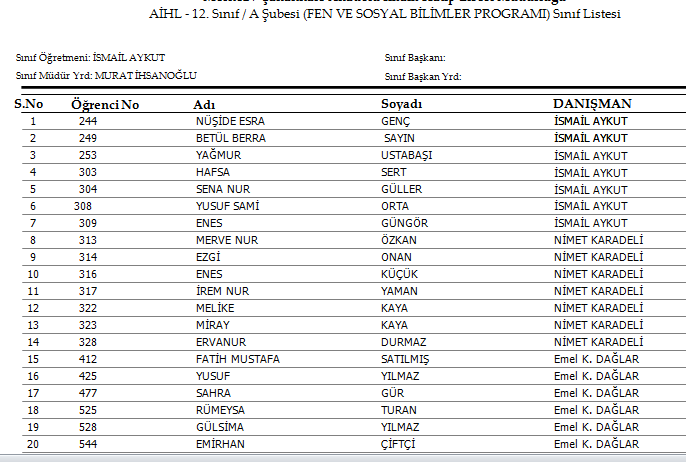 AİHL - 12. Sınıf / A Şubesi (FEN VE SOSYAL BİLİMLER PROGRAMI) Sınıf Listesi
Sınıf Öğretmeni: İSMAİL AYKUT Sınıf Başkanı:
Sınıf Müdür Yrd: MURAT İHSANOĞLU Sınıf Başkan Yrd:
S.No Öğrenci No Adı Soyadı DANIŞMAN
1 244 NÜŞİDE ESRA GENÇ İSMAİL AYKUT
2 249 BETÜL BERRA SAYIN İSMAİL AYKUT
3 253 YAĞMUR USTABAŞI İSMAİL AYKUT
4 303 HAFSA SERT İSMAİL AYKUT
5 304 SENA NUR GÜLLER İSMAİL AYKUT
6 308 YUSUF SAMİ ORTA İSMAİL AYKUT
7 309 ENES GÜNGÖR İSMAİL AYKUT
8 313 MERVE NUR ÖZKAN NİMET KARADELİ
9 314 EZGİ ONAN NİMET KARADELİ
10 316 ENES KÜÇÜK NİMET KARADELİ
11 317 İREM NUR YAMAN NİMET KARADELİ
12 322 MELİKE KAYA NİMET KARADELİ
13 323 MİRAY KAYA NİMET KARADELİ
14 328 ERVANUR DURMAZ NİMET KARADELİ
15 412 FATİH MUSTAFA SATILMIŞ Emel K. DAĞLAR
16 425 YUSUF YILMAZ Emel K. DAĞLAR
17 477 SAHRA GÜR Emel K. DAĞLAR
18 525 RÜMEYSA TURAN Emel K. DAĞLAR
19 528 GÜLSİMA YILMAZ Emel K. DAĞLAR
20 544 EMİRHAN ÇİFTÇİ Emel K. DAĞLAR